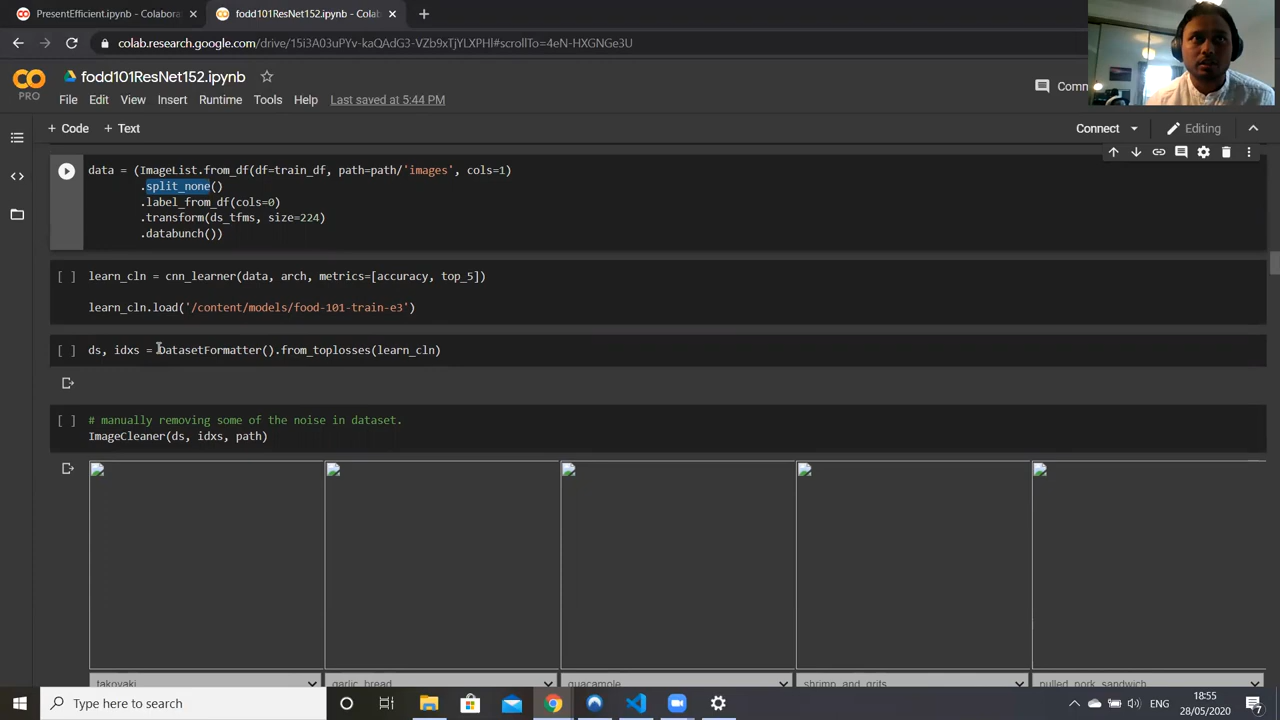 PresentEfficient.ipynb - Colabora
fodd101ResNet152.ipynb - Colab
colab.research.google.com/drive/15i3A03uPYv-kaQAdG3-VZb9xTjYLXPHl#scrollTo=4eN-HXGNGe3U
fodd101ResNet152.ipynb
PRO
File Edit View Insert Runtime Tools Help Last saved at 5:44 PM
Comm
+ Code + Text
Connect
Editing
data = (ImageList.from_df(df=train_df, path=path/'images', cols=1)
.split_none()
.label_from_df(cols=0)
.transform(ds_tfms, size=224)
.databunch())
[ ] learn_cln = cnn_learner(data, arch, metrics=[accuracy, top_5])
learn_cln.load('/content/models/food-101-train-e3')
[ ] ds, idxs = DatasetFormatter().from_toplosses(learn_cln)
[ ] # manually removing some of the noise in dataset.
ImageCleaner(ds, idxs, path)
takoyaki garlic_bread guacamole shrimp_and_grits pulled_pork_sandwich
Type here to search
ENG
18:55
28/05/2020
7